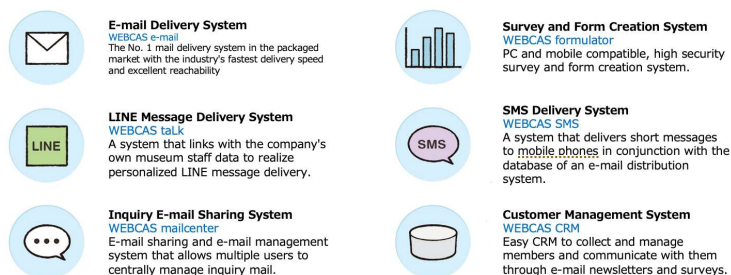 E-mail Delivery System
WEBCAS e-mail
The No. 1 mail delivery system in the packaged
market with the industry's fastest delivery speed
and excellent reachability
LINE
LINE Message Delivery System
WEBCAS taLk
A system that links with the company's
own museum staff data to realize
personalized LINE message delivery.
Inquiry E-mail Sharing System
WEBCAS mailcenter
E-mail sharing and e-mail management
system that allows multiple users to
centrally manage inquiry mail.
Survey and Form Creation System
WEBCAS formulator
PC and mobile compatible, high security
survey and form creation system.
SMS
SMS Delivery System
WEBCAS SMS
A system that delivers short messages
to mobile phones in conjunction with the
database of an e-mail distribution
system.
Customer Management System
WEBCAS CRM
Easy CRM to collect and manage
members and communicate with them
through e-mail newsletters and surveys.